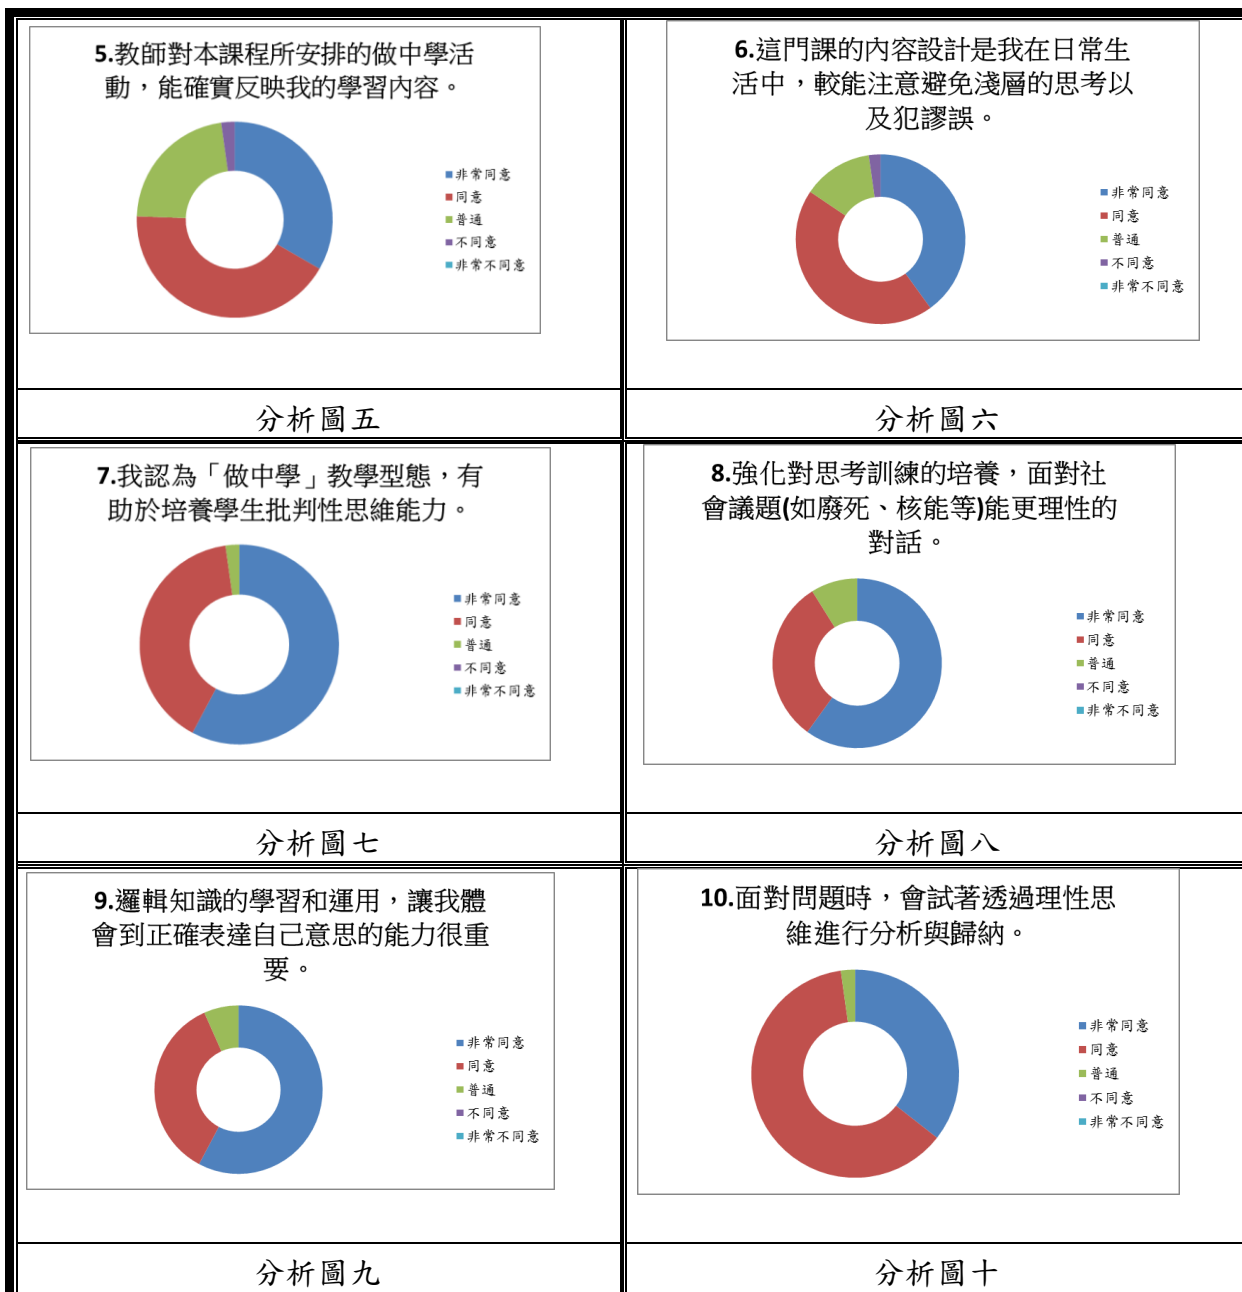 5.教師對本課程所安排的做中學活
動，能確實反映我的學習內容。
非常同意
同意
普通
不同意
非常不同意
分析圖五
6.這門課的內容設計是我在日常生
活中，較能注意避免淺層的思考以
及犯謬誤。
非常同意
同意
普通
不同意
非常不同意
分析圖六
7.我認為「做中學」教學型態，有
助於培養學生批判性思維能力。
非常同意
同意
普通
不同意
非常不同意
分析圖七
8.強化對思考訓練的培養，面對社
會議題(如廢死、核能等)能更理性的
對話。
非常同意
同意
普通
不同意
非常不同意
分析圖八
9.邏輯知識的學習和運用，讓我體
會到正確表達自己意思的能力很重
要。
非常同意
同意
普通
不同意
非常不同意
分析圖九
10.面對問題時，會試著透過理性思
維進行分析與歸納。
非常同意
同意
普通
不同意
非常不同意
分析圖十